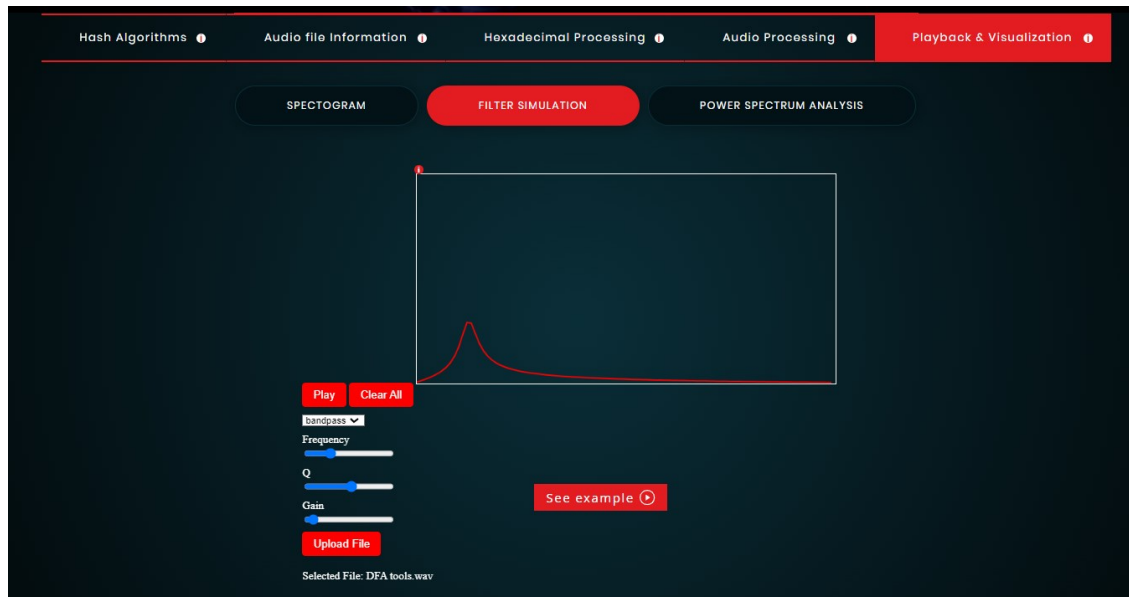 Hash Algorithms i Audio file Information i Hexadecimal Processing i Audio Processing i Playback & Visualization i
SPECTOGRAM FILTER SIMULATION POWER SPECTRUM ANALYSIS
i
Play Clear All
bandpass
Frequency
Q
Gain
See example
Upload File
Selected File: DFA tools.wav